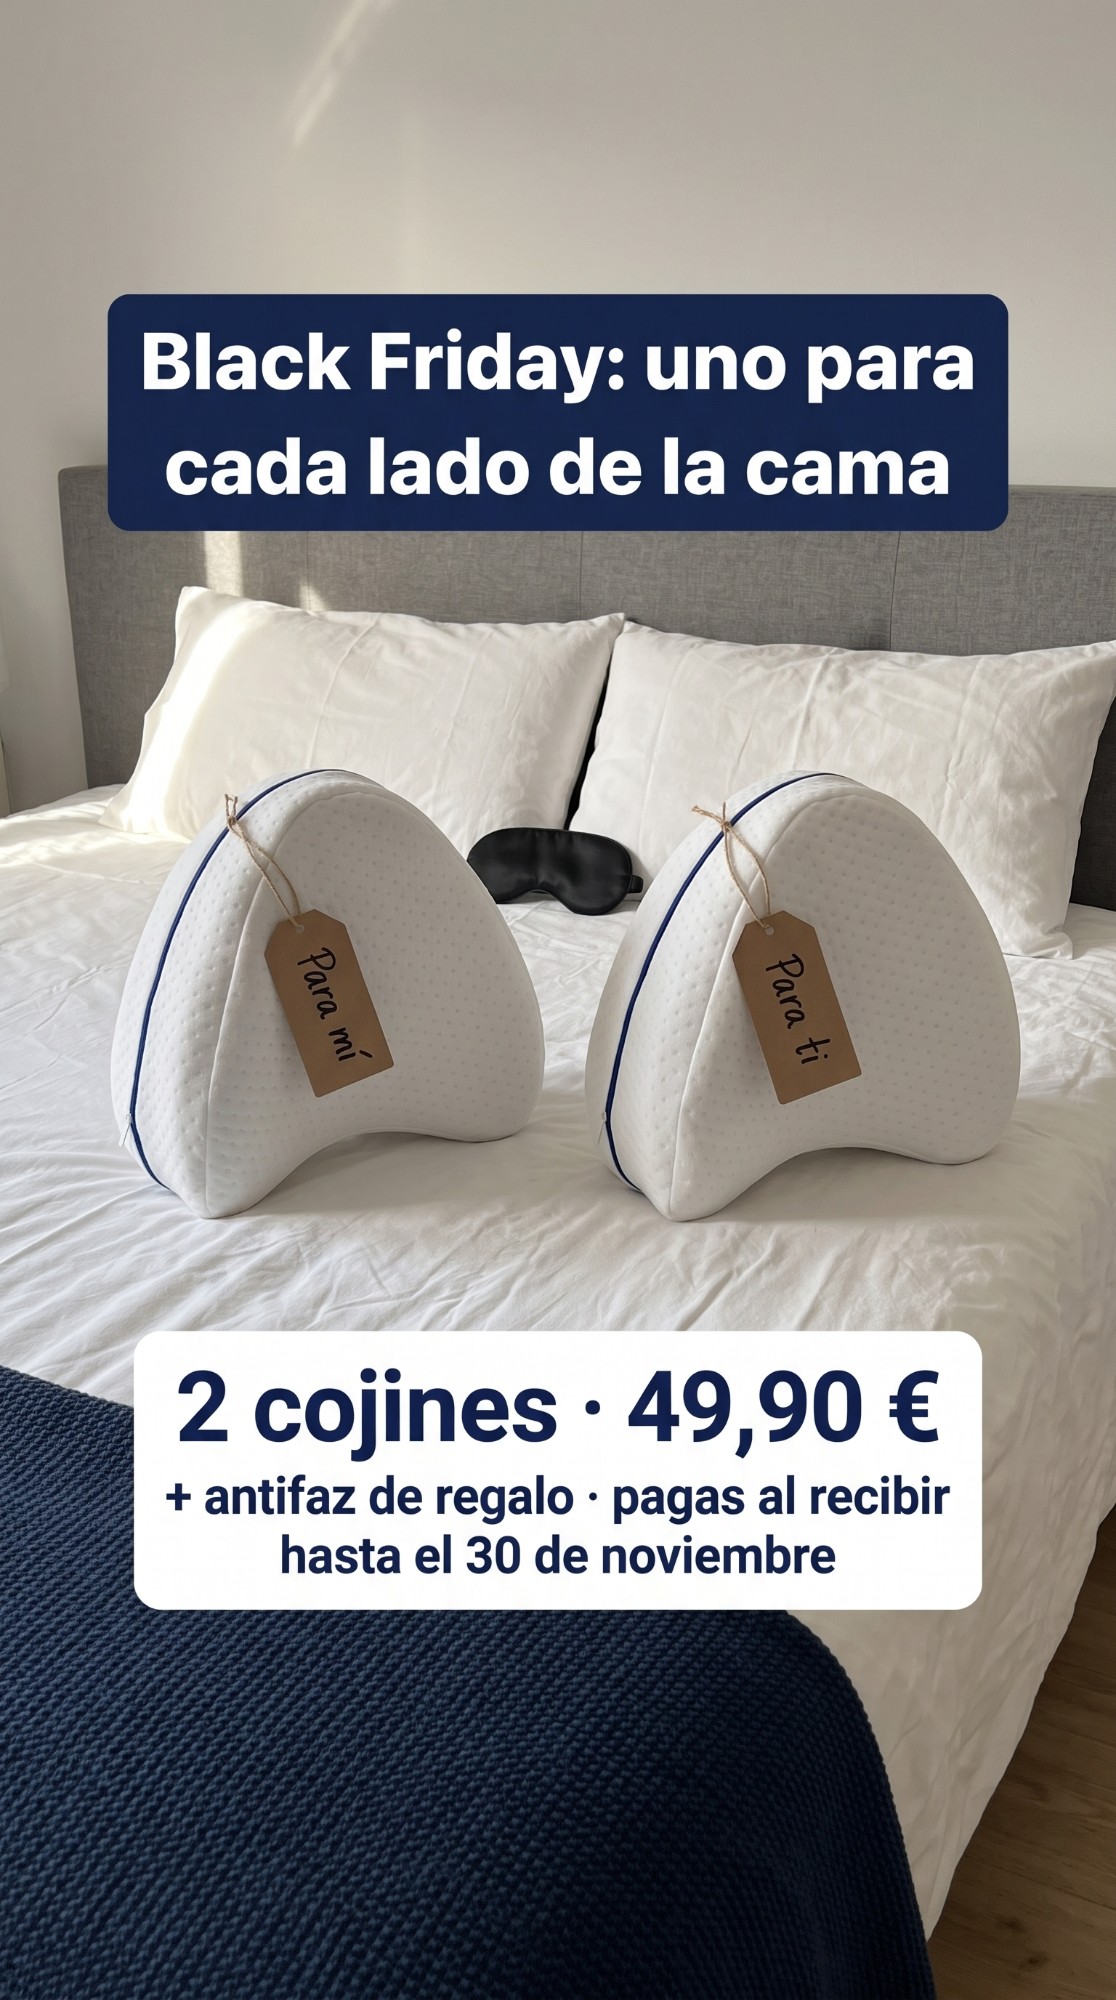 Black Friday: uno para
cada lado de la cama
Para mí
Para ti
2 cojines · 49,90 €
+ antifaz de regalo · pagas al recibir
hasta el 30 de noviembre